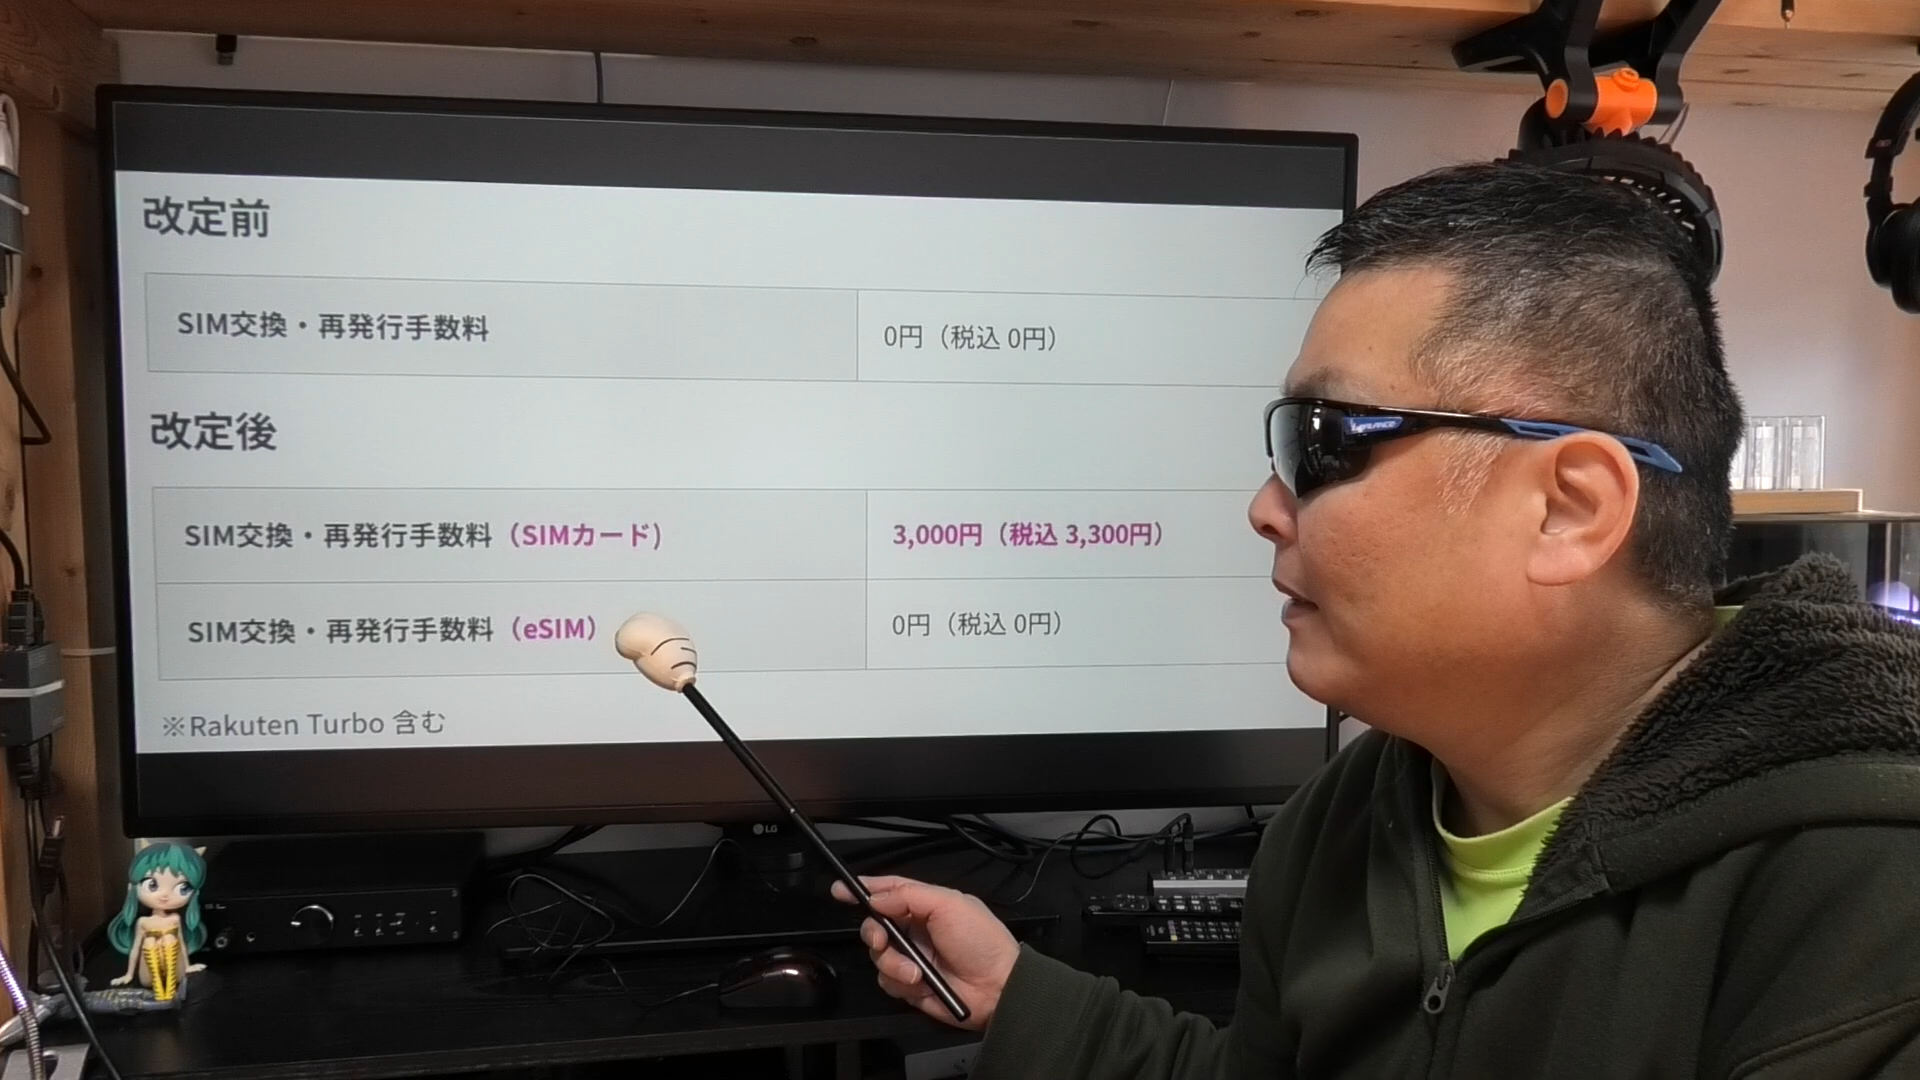 改定前
SIM交換・再発行手数料 0円（税込 0円）
改定後
SIM交換・再発行手数料（SIMカード) 3,000円（税込 3,300円）
SIM交換・再発行手数料（eSIM） 0円（税込 0円）
※Rakuten Turbo 含む
LG